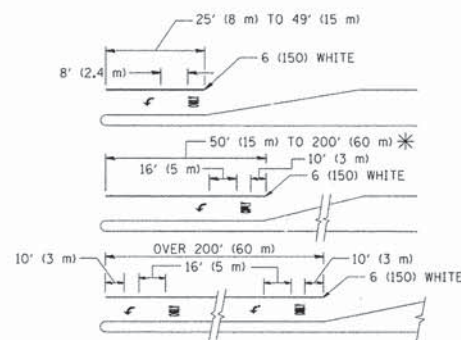 25' (8 m) TO 49' (15 m)
8' (2.4 m)
6 (150) WHITE
50' (15 m) TO 200' (60 m) *
16' (5 m)
10' (3 m)
6 (150) WHITE
OVER 200' (60 m)
10' (3 m)
16' (5 m)
10' (3 m)
6 (150) WHITE